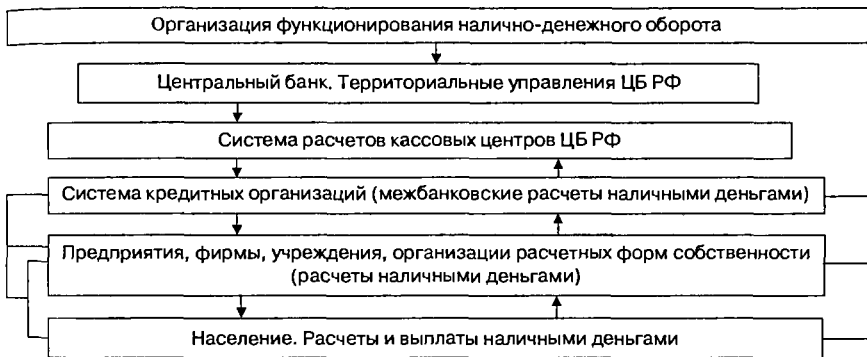 Организация функционирования налично-денежного оборота
Центральный банк. Территориальные управления ЦБ РФ
Система расчетов кассовых центров ЦБ РФ
Система кредитных организаций (межбанковские расчеты наличными деньгами)
Предприятия, фирмы, учреждения, организации расчетных форм собственности
(расчеты наличными деньгами)
Население. Расчеты и выплаты наличными деньгами